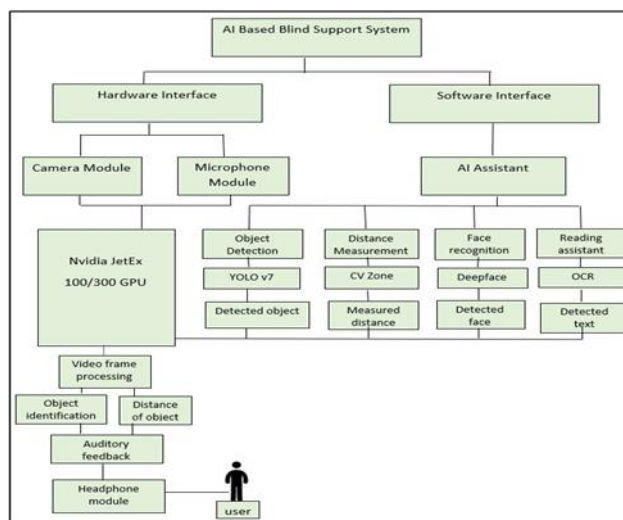 AI Based Blind Support System
Hardware Interface
Software Interface
Camera Module
Microphone
Module
AI Assistant
Nvidia JetEx
100/300 GPU
Object
Detection
Distance
Measurement
Face
recognition
Reading
assistant
YOLO v7
CV Zone
Deepface
OCR
Detected object
Measured
distance
Detected
face
Detected
text
Video frame
processing
Object
identification
Distance
of object
Auditory
feedback
Headphone
module
user